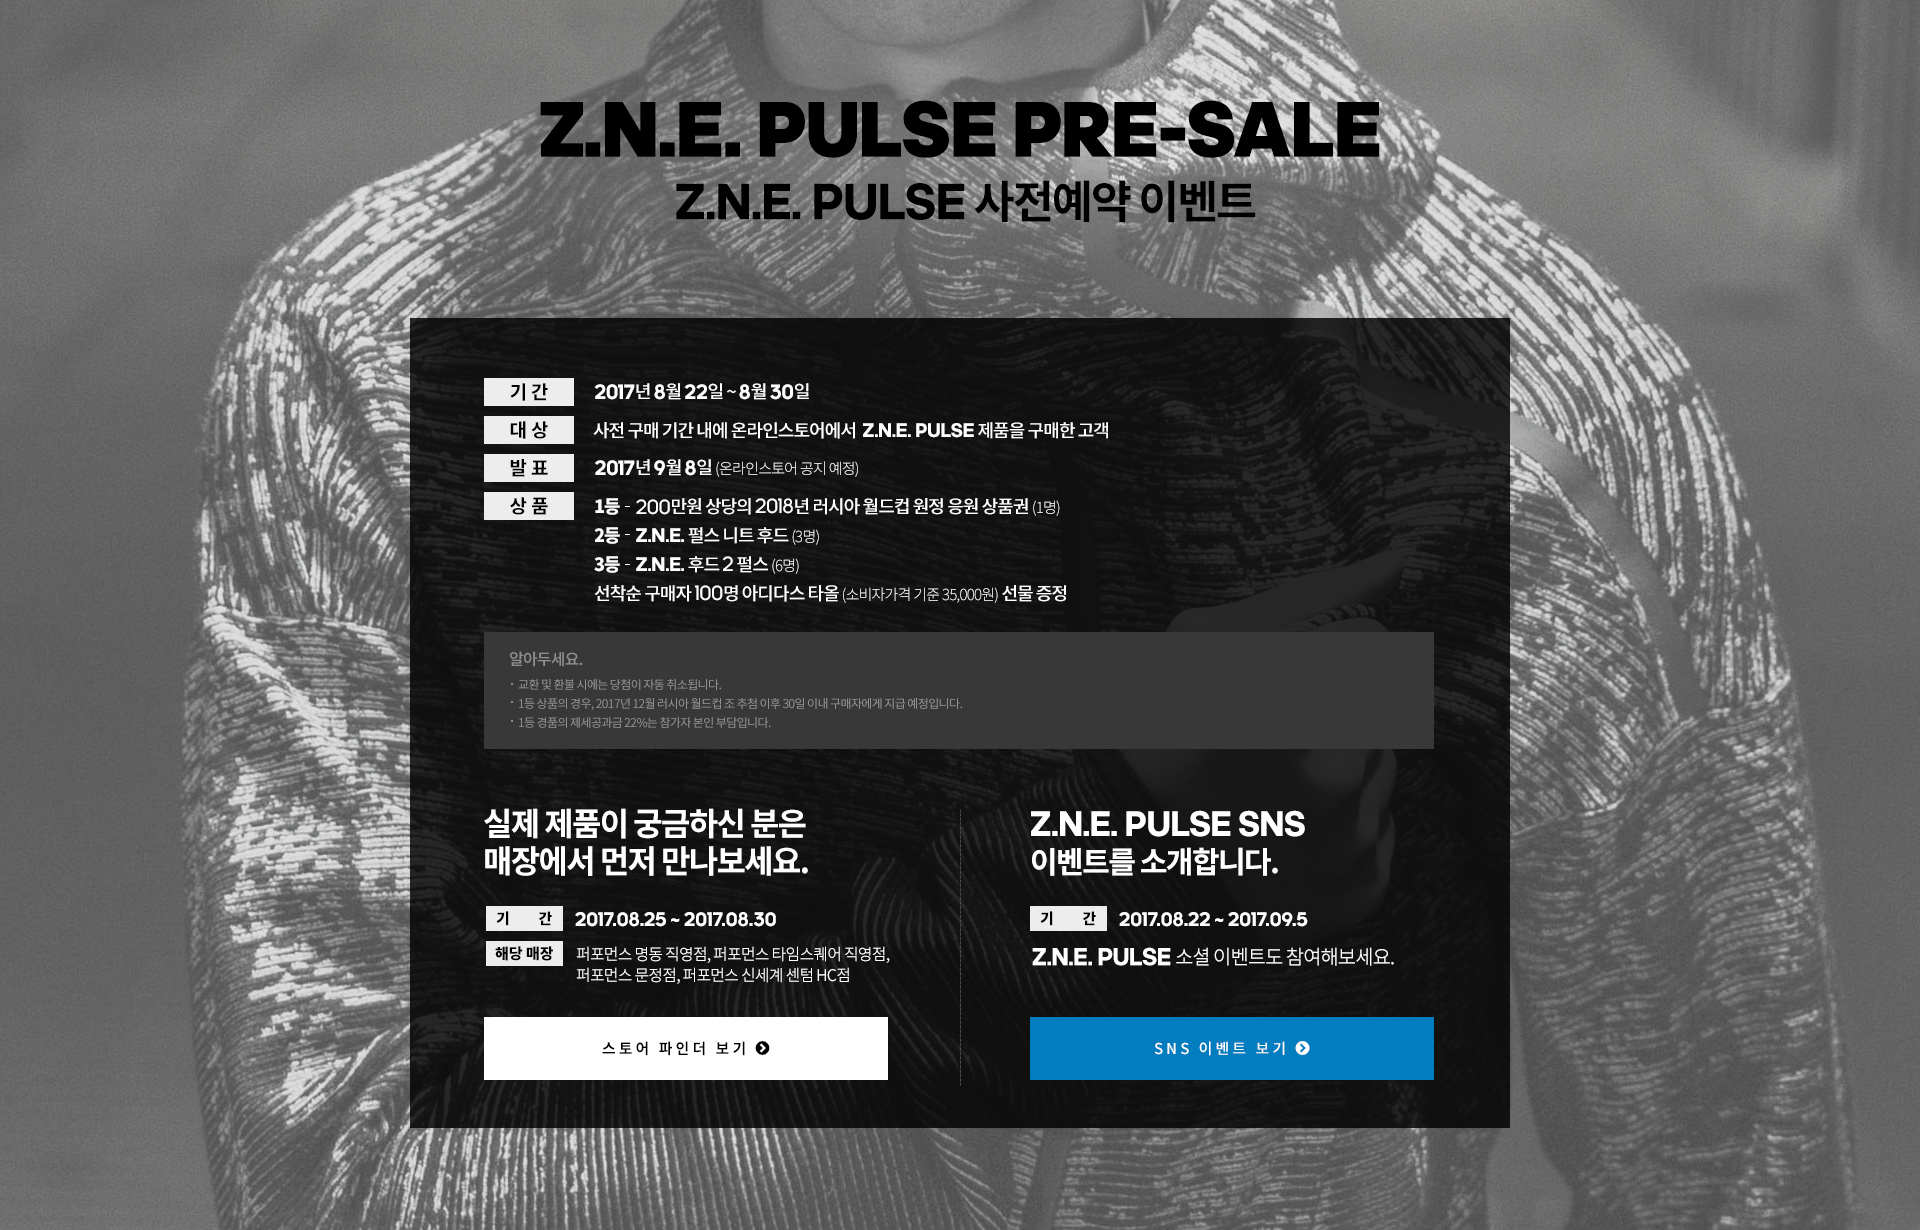 Z.N.E. PULSE PRE-SALE
Z.N.E. PULSE 사전예약 이벤트
기 간 2017년 8월 22일 ~ 8월 30일
대 상 사전 구매 기간 내에 온라인스토어에서 Z.N.E. PULSE 제품을 구매한 고객
발 표 2017년 9월 8일 (온라인스토어 공지 예정)
상 품 1등 - 200만원 상당의 2018년 러시아 월드컵 원정 응원 상품권 (1명)
2등 - Z.N.E. 펄스 니트 후드 (3명)
3등 - Z.N.E. 후드 2 펄스 (6명)
선착순 구매자 100명 아디다스 타올 (소비자가격 기준 35,000원) 선물 증정
알아두세요.
· 교환 및 환불 시에는 당첨이 자동 취소됩니다.
· 1등 상품의 경우, 2017년 12월 러시아 월드컵 조 추첨 이후 30일 이내 구매자에게 지급 예정입니다.
· 1등 경품의 제세공과금 22%는 참가자 본인 부담입니다.
실제 제품이 궁금하신 분은
매장에서 먼저 만나보세요.
기 간 2017.08.25 ~ 2017.08.30
해당 매장 퍼포먼스 명동 직영점, 퍼포먼스 타임스퀘어 직영점,
퍼포먼스 문정점, 퍼포먼스 신세계 센텀 HC점
스토어 파인더 보기
Z.N.E. PULSE SNS
이벤트를 소개합니다.
기 간 2017.08.22 ~ 2017.09.5
Z.N.E. PULSE 소셜 이벤트도 참여해보세요.
SNS 이벤트 보기